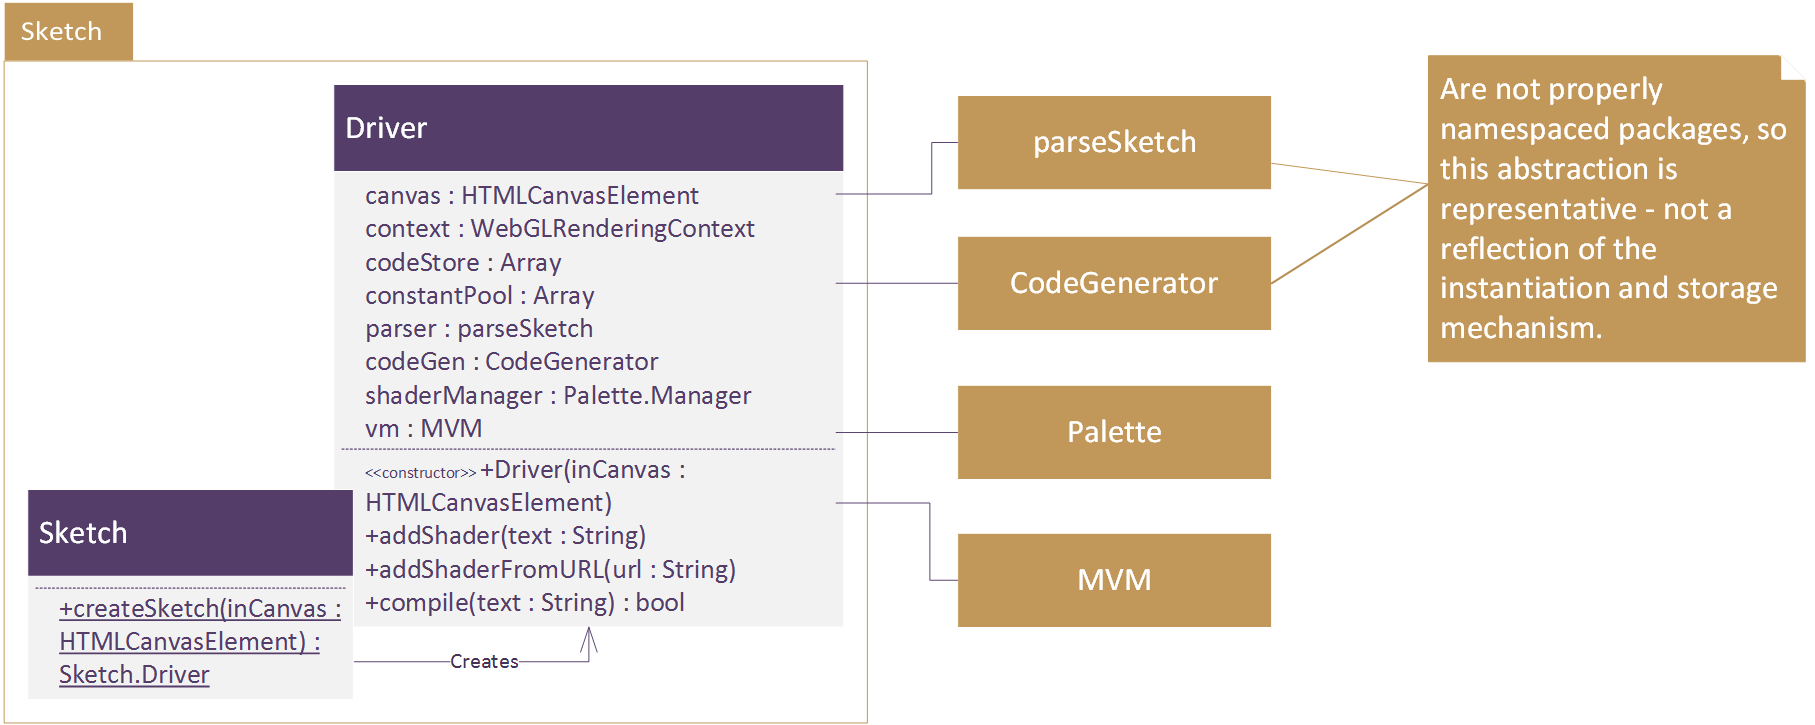 Sketch
Driver
canvas : HTMLCanvasElement
context : WebGLRenderingContext
codeStore : Array
constantPool : Array
parser : parseSketch
codeGen : CodeGenerator
shaderManager : Palette.Manager
vm : MVM
<<constructor>> +Driver(inCanvas :
HTMLCanvasElement)
+addShader(text : String)
+addShaderFromURL(url : String)
+compile(text : String) : bool
Sketch
+createSketch(inCanvas :
HTMLCanvasElement) :
Sketch.Driver
Creates
parseSketch
CodeGenerator
Palette
MVM
Are not properly
namespaced packages, so
this abstraction is
representative - not a
reflection of the
instantiation and storage
mechanism.